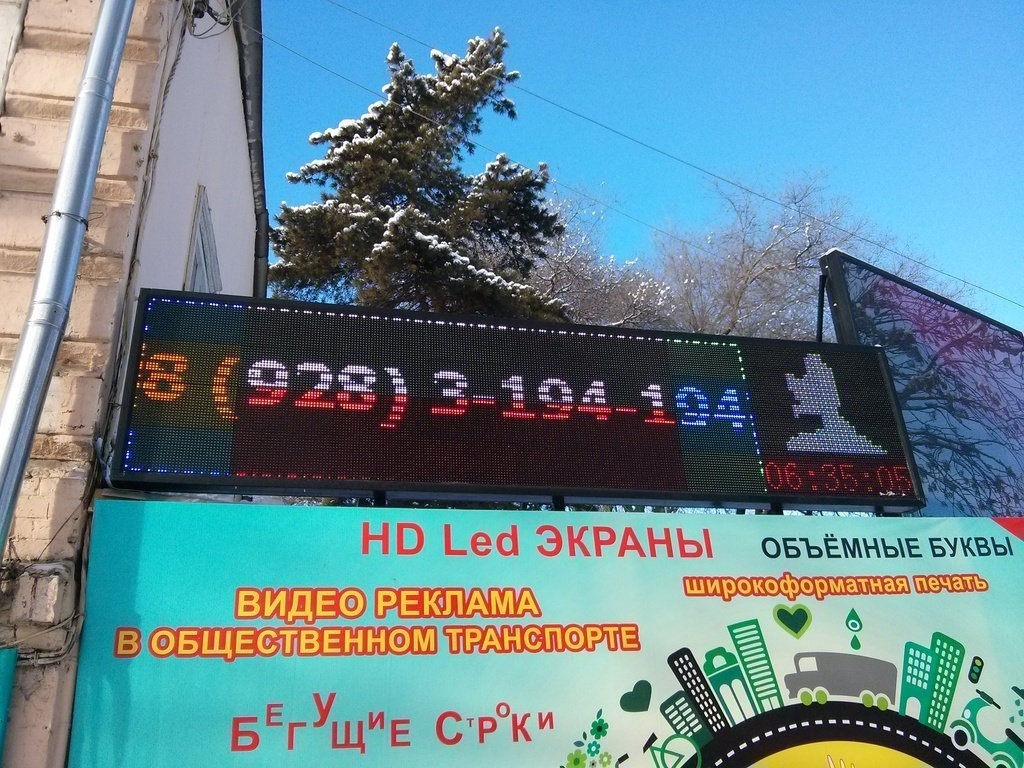 8 (928) 3-194-194
06:35:05
HD Led ЭКРАНЫ
ОБЪЁМНЫЕ БУКВЫ
широкоформатная печать
ВИДЕО РЕКЛАМА
В ОБЩЕСТВЕННОМ ТРАНСПОРТЕ
БЕГУЩИЕ СТРОКИ